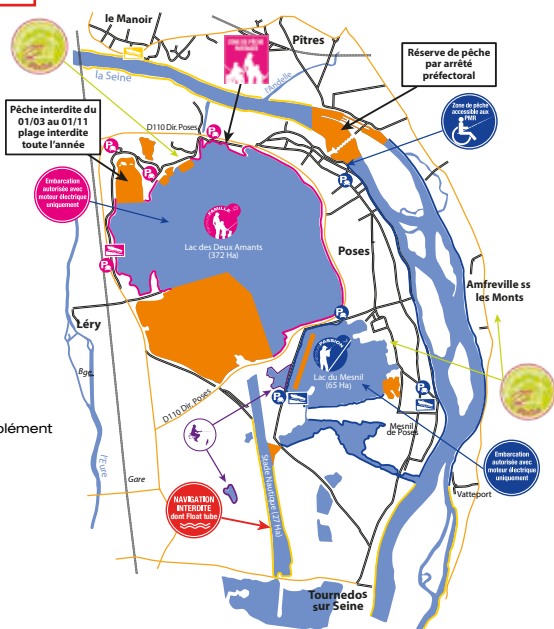 le Manoir
Pîtres
la Seine
l'Andelle
Réserve de pêche
par arrêté
préfectoral
Zone de pêche
accessible aux
PMR
Pêche interdite du
01/03 au 01/11
plage interdite
toute l'année
D110 Dir. Poses
Embarcation
autorisée avec
moteur électrique
uniquement
FAMILLE
Lac des Deux Amants
(372 Ha)
Poses
Amfreville ss
les Monts
Léry
PASSION
Lac du Mesnil
(65 Ha)
D110 Dir. Poses
Mesnil
de Poses
plément
l'Eure
Gare
Stade Nautique (27 Ha)
NAVIGATION
INTERDITE
dont Float tube
Embarcation
autorisée avec
moteur électrique
uniquement
Vatteport
Tournedos
sur Seine